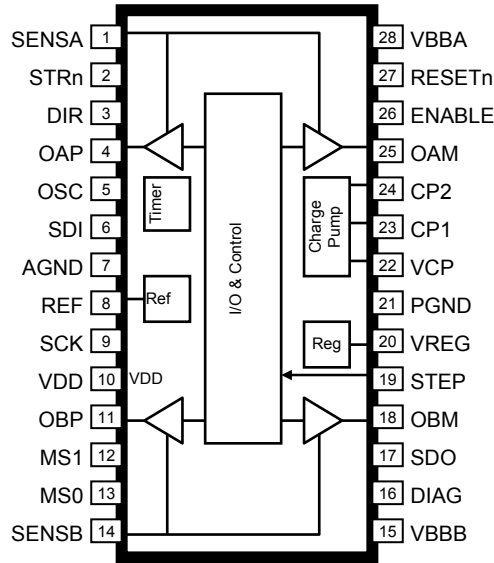 SENSA 1
STRn 2
DIR 3
OAP 4
OSC 5
SDI 6
AGND 7
REF 8
SCK 9
VDD 10 VDD
OBP 11
MS1 12
MS0 13
SENSB 14
Timer
Ref
I/O & Control
Charge
Pump
Reg
28 VBBA
27 RESETn
26 ENABLE
25 OAM
24 CP2
23 CP1
22 VCP
21 PGND
20 VREG
19 STEP
18 OBM
17 SDO
16 DIAG
15 VBBB